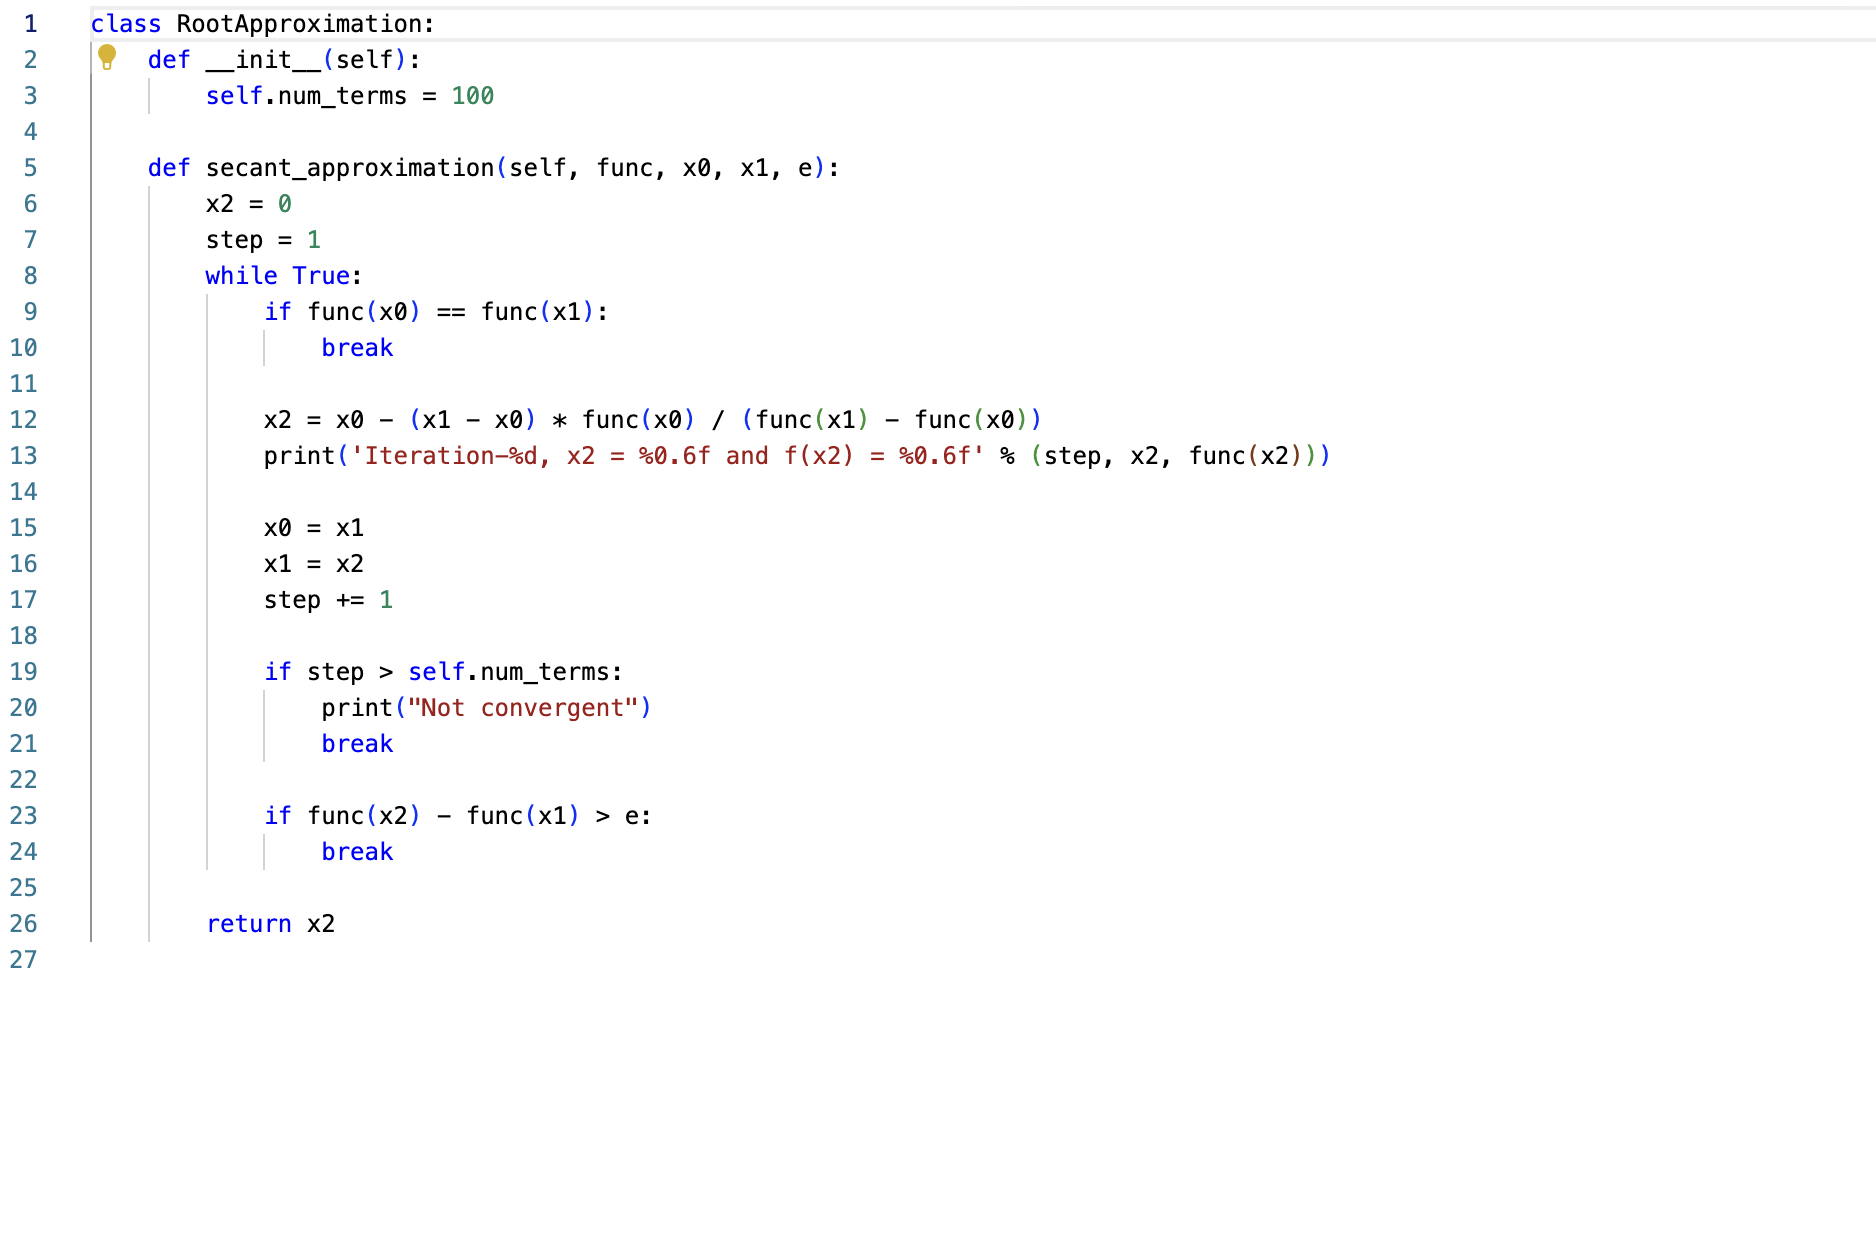 1 class RootApproximation:
2     def __init__(self):
3         self.num_terms = 100
4
5     def secant_approximation(self, func, x0, x1, e):
6         x2 = 0
7         step = 1
8         while True:
9             if func(x0) == func(x1):
10                 break
11
12             x2 = x0 - (x1 - x0) * func(x0) / (func(x1) - func(x0))
13             print('Iteration-%d, x2 = %0.6f and f(x2) = %0.6f' % (step, x2, func(x2)))
14
15             x0 = x1
16             x1 = x2
17             step += 1
18
19             if step > self.num_terms:
20                 print("Not convergent")
21                 break
22
23             if func(x2) - func(x1) > e:
24                 break
25
26         return x2
27